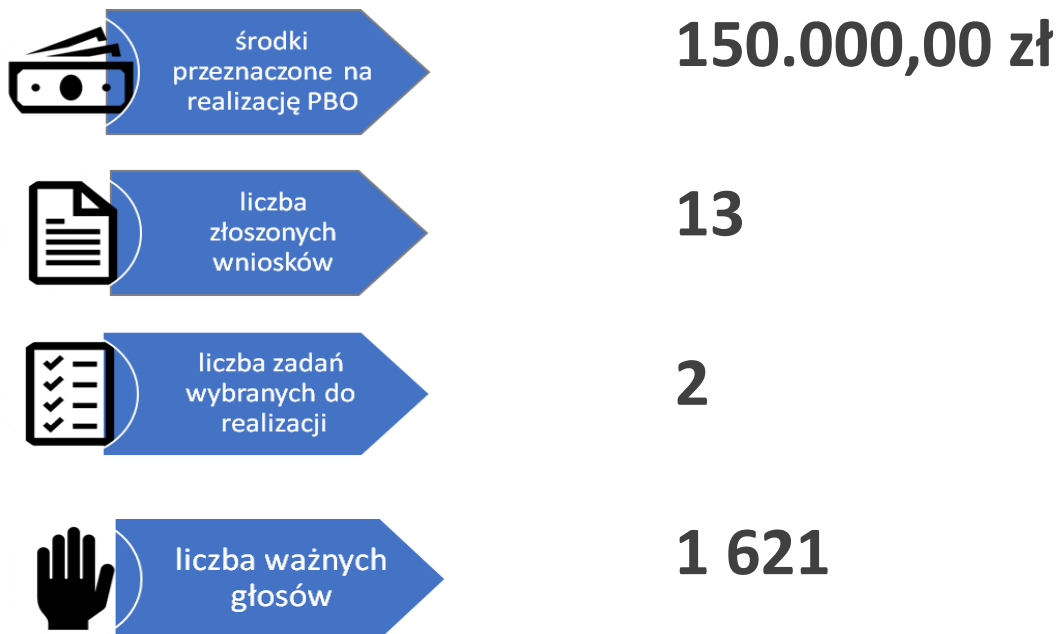 środki
przeznaczone na
realizację PBO
150.000,00 zł
liczba
złoszonych
wniosków
13
liczba zadań
wybranych do
realizacji
2
liczba ważnych
głosów
1 621